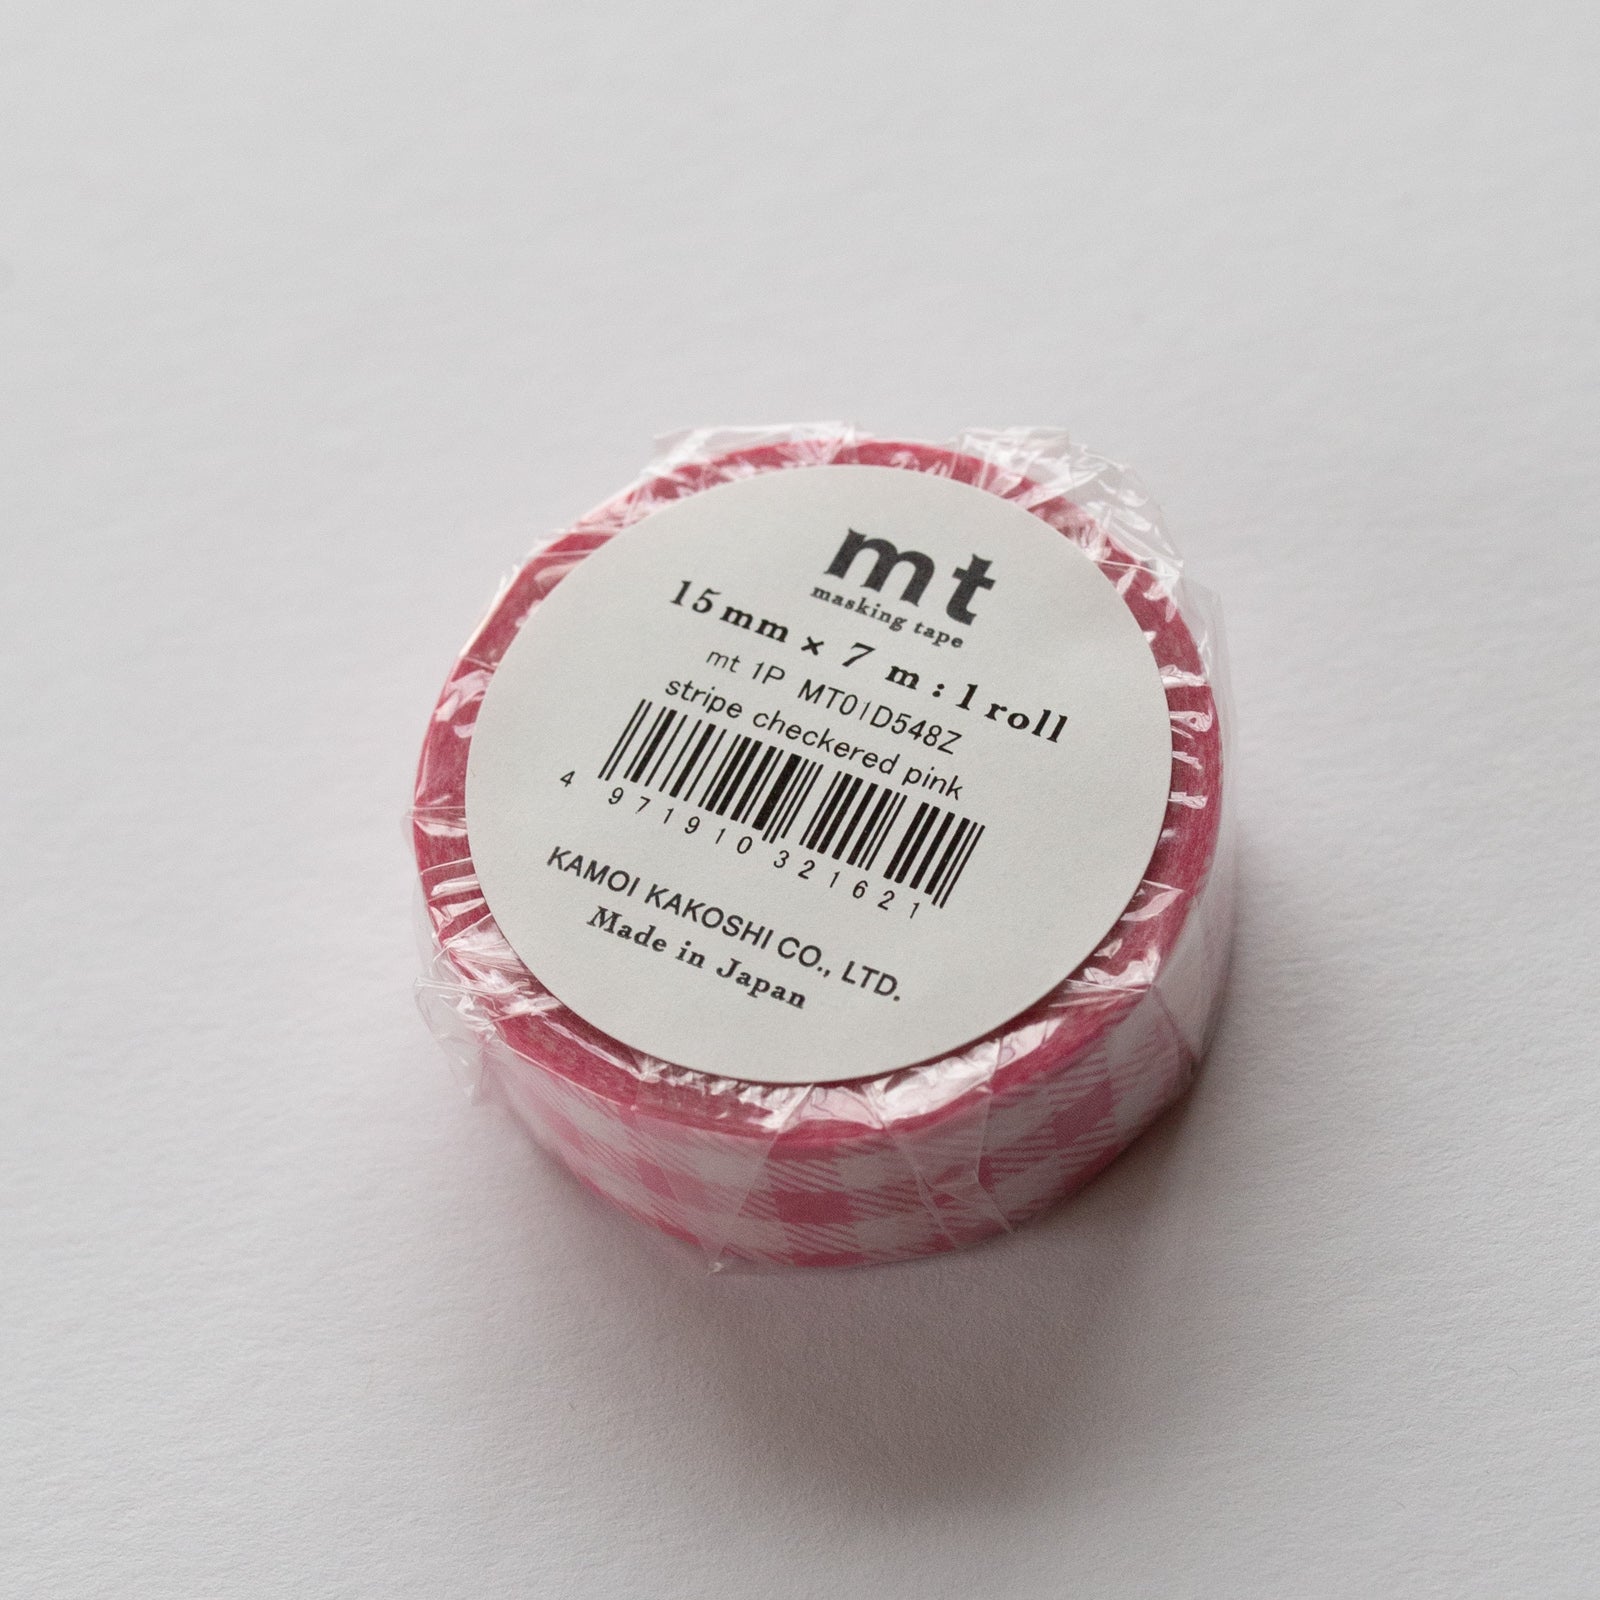 mt
masking tape
15mm × 7 m : 1 roll
mt 1P MT01D548Z
stripe checkered pink
4 971910 321621
KAMOI KAKOSHI CO., LTD.
Made in Japan